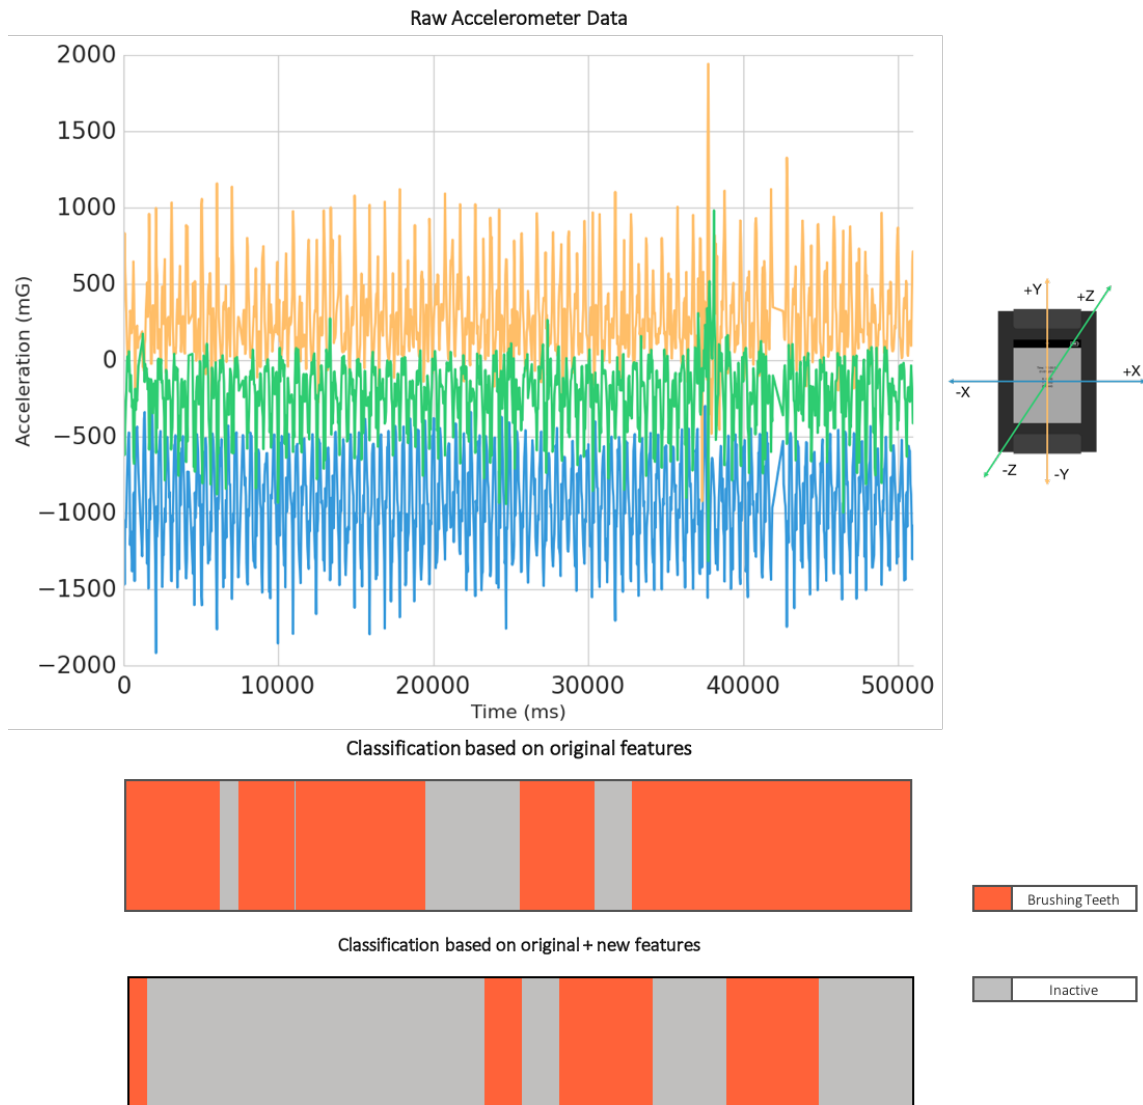 Raw Accelerometer Data
Acceleration (mG)
2000
1500
1000
500
0
−500
−1000
−1500
−2000
0 10000 20000 30000 40000 50000
Time (ms)
+Y
+Z
+X
-X
-Z
-Y
Classification based on original features
Brushing Teeth
Classification based on original + new features
Inactive